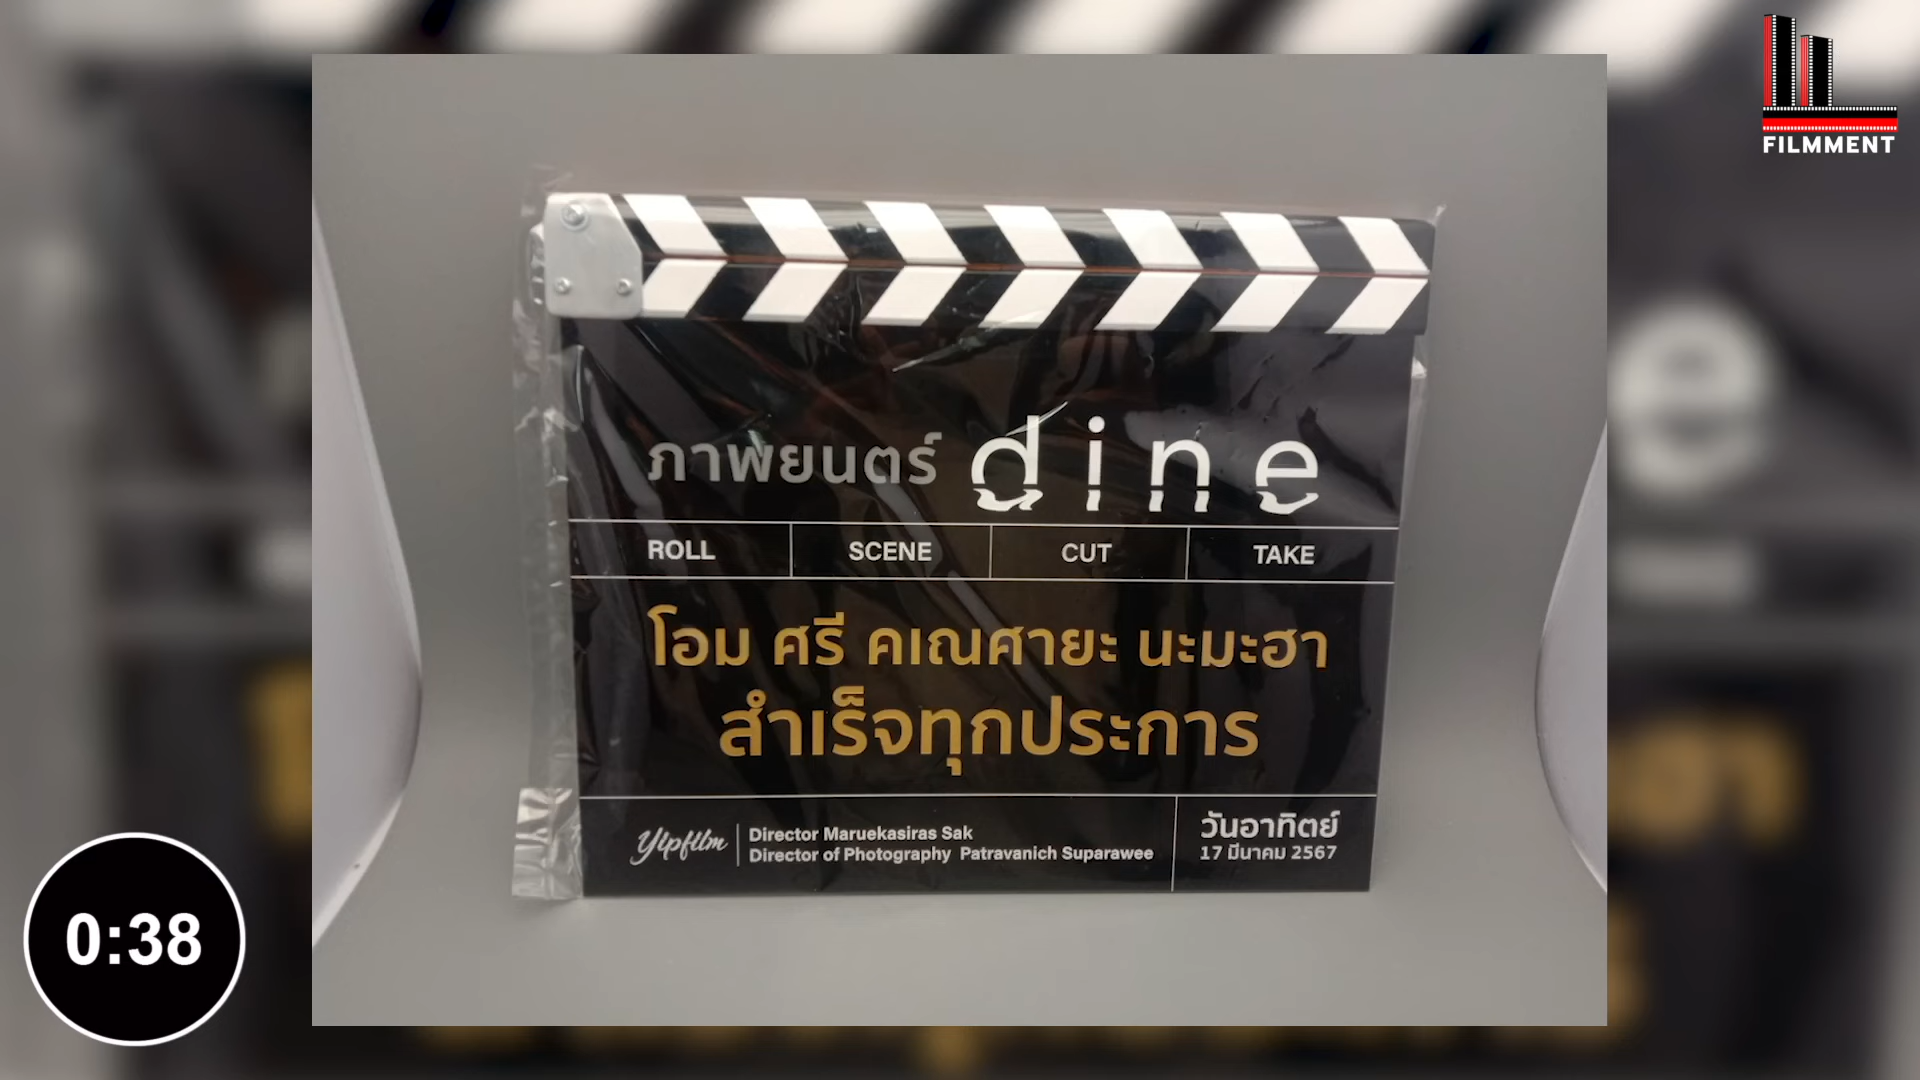 FILMMENT
ภาพยนตร์ dine
ROLL SCENE CUT TAKE
โอม ศรี คเณศายะ นะมะฮา
สำเร็จทุกประการ
Yipfilm
Director Maruekasiras Sak
Director of Photography Patravanich Suparawee
วันอาทิตย์
17 มีนาคม 2567
0:38